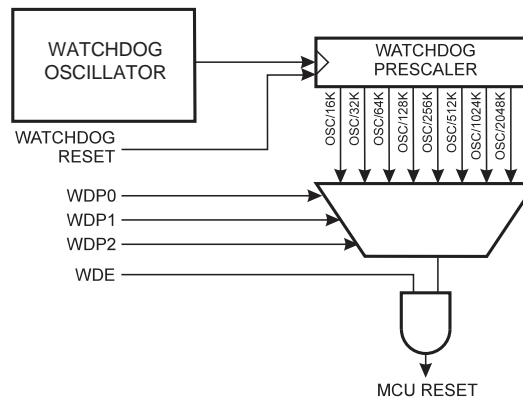 WATCHDOG
OSCILLATOR
WATCHDOG
PRESCALER
WATCHDOG
RESET
OSC/16K
OSC/32K
OSC/64K
OSC/128K
OSC/256K
OSC/512K
OSC/1024K
OSC/2048K
WDP0
WDP1
WDP2
WDE
MCU RESET